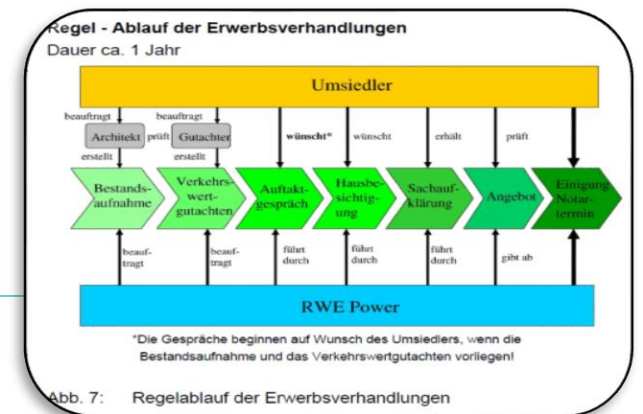 Regel - Ablauf der Erwerbsverhandlungen
Dauer ca. 1 Jahr
Umsiedler
beauftragt
beauftragt
Architekt
prüft
Gutachter
wünscht*
wünscht
erhält
prüft
erstellt
erstellt
Bestands-
aufnahme
Verkehrs-
wert-
gutachten
Auftakt-
gespräch
Hausbe-
sichtig-
ung
Sachauf-
klärung
Angebot
Einigung
Notar-
termin
beauf-
tragt
beauf-
tragt
führt
durch
führt
durch
führt
durch
gibt ab
RWE Power
*Die Gespräche beginnen auf Wunsch des Umsiedlers, wenn die
Bestandsaufnahme und das Verkehrswertgutachten vorliegen!
Abb. 7: Regelablauf der Erwerbsverhandlungen